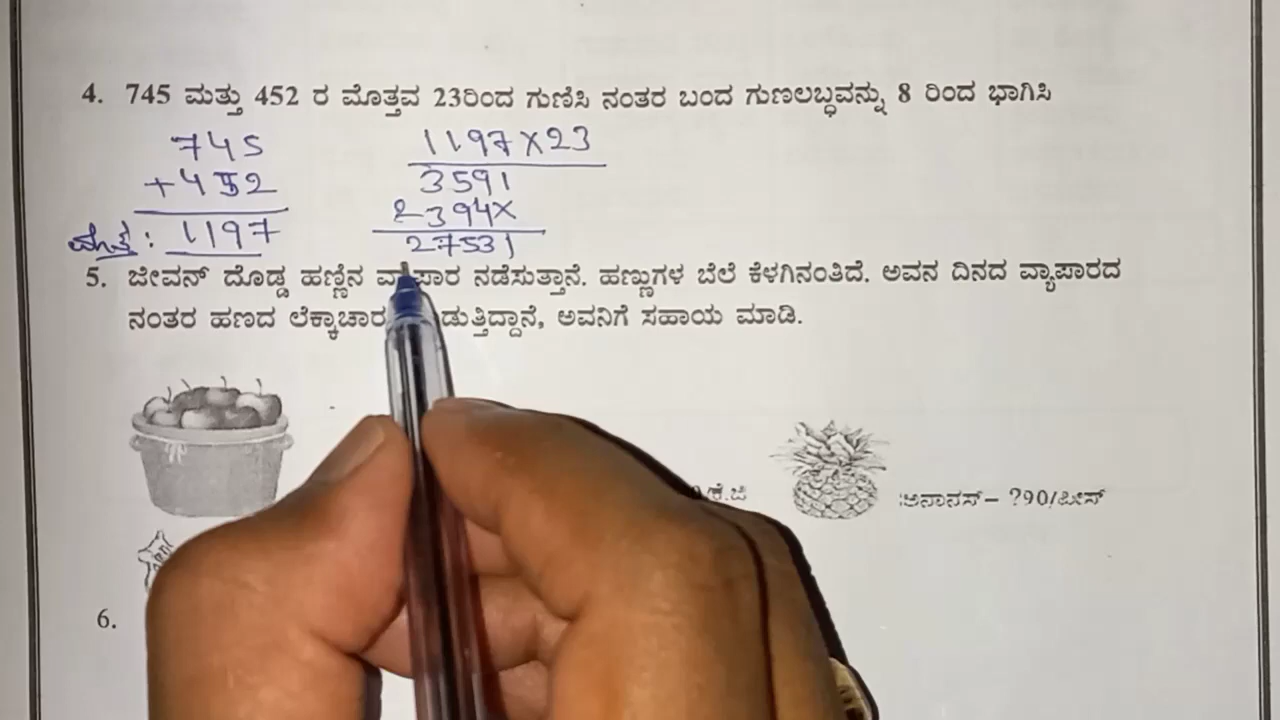 4. 745 ಮತ್ತು 452 ರ ಮೊತ್ತವ 23ರಿಂದ ಗುಣಿಸಿ ನಂತರ ಬಂದ ಗುಣಲಬ್ಧವನ್ನು 8 ರಿಂದ ಭಾಗಿಸಿ
745
+452
ಮೊತ್ತ: 1197
1197×23
3591
2394×
27531
5. ಜೀವನ್ ದೊಡ್ಡ ಹಣ್ಣಿನ ವ್ಯಾಪಾರ ನಡೆಸುತ್ತಾನೆ. ಹಣ್ಣುಗಳ ಬೆಲೆ ಕೆಳಗಿನಂತಿದೆ. ಅವನ ದಿನದ ವ್ಯಾಪಾರದ
ನಂತರ ಹಣದ ಲೆಕ್ಕಾಚಾರ ಡುತ್ತಿದ್ದಾನೆ, ಅವನಿಗೆ ಸಹಾಯ ಮಾಡಿ.
/ಕೆ.ಜಿ
:ಅನಾನಸ್– ?90/ಪೀಸ್
6.